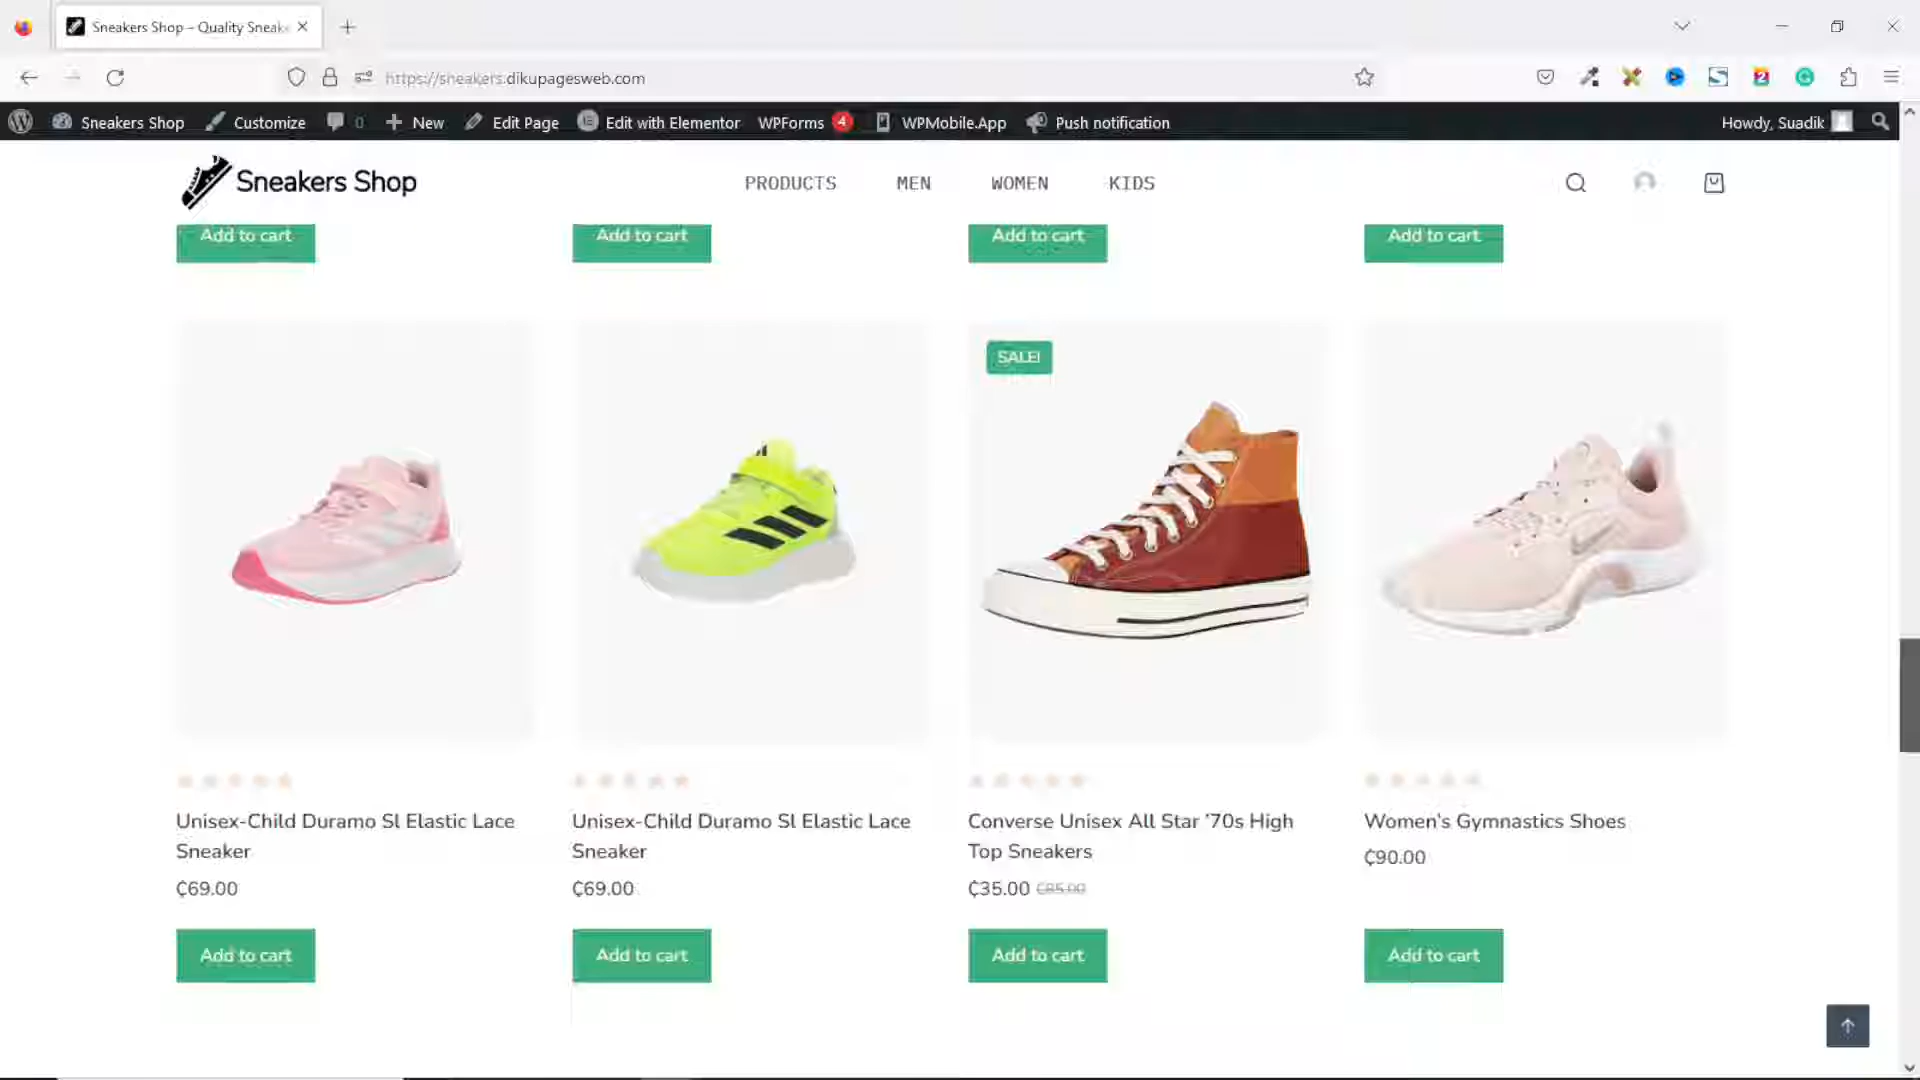 Sneakers Shop – Quality Sneak
https://sneakers.dikupagesweb.com
Sneakers Shop
Customize
0
New
Edit Page
Edit with Elementor
WPForms 4
WPMobile.App
Push notification
Howdy, Suadik
Sneakers Shop
PRODUCTS
MEN
WOMEN
KIDS
Add to cart
Add to cart
Add to cart
Add to cart
SALE!
Unisex-Child Duramo Sl Elastic Lace
Sneaker
₵69.00
Add to cart
Unisex-Child Duramo Sl Elastic Lace
Sneaker
₵69.00
Add to cart
Converse Unisex All Star ’70s High
Top Sneakers
₵35.00 ₵85.00
Add to cart
Women’s Gymnastics Shoes
₵90.00
Add to cart